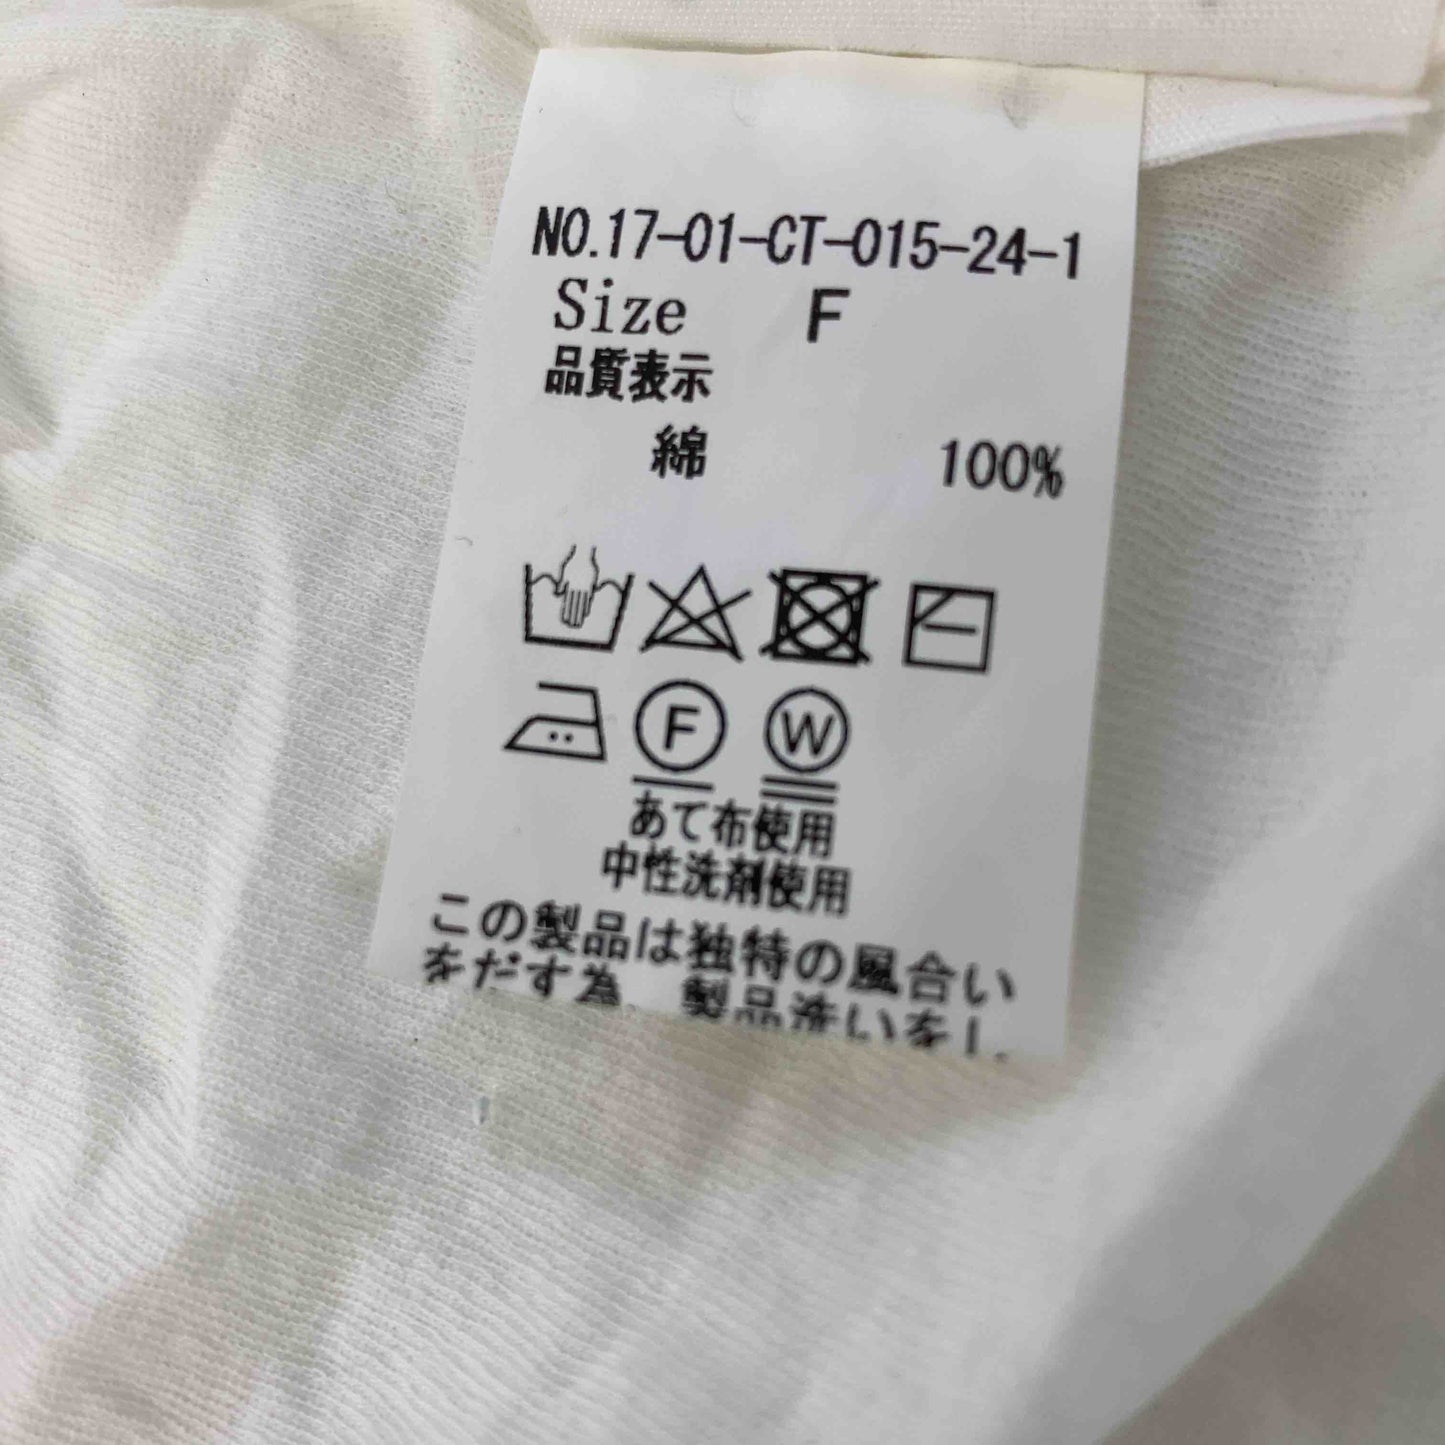 NO.17-01-CT-015-24-1
Size F
品質表示
綿 100%
F W
あて布使用
中性洗剤使用
この製品は独特の風合い
をだす為、製品洗いをし